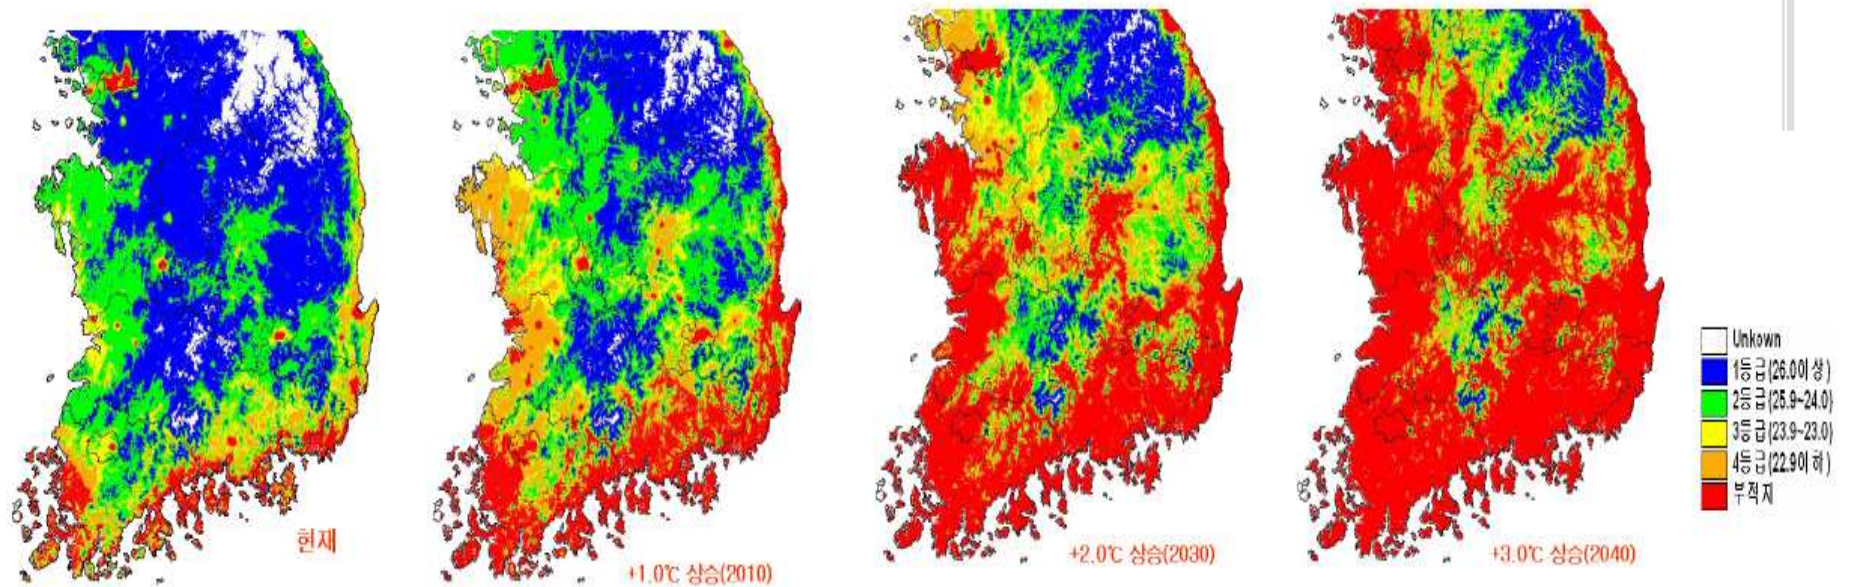 현재
+1.0℃ 상승(2010)
+2.0℃ 상승(2030)
+3.0℃ 상승(2040)
Unkown
1등급(26.0이상)
2등급(25.9~24.0)
3등급(23.9~23.0)
4등급(22.9이하)
부적지